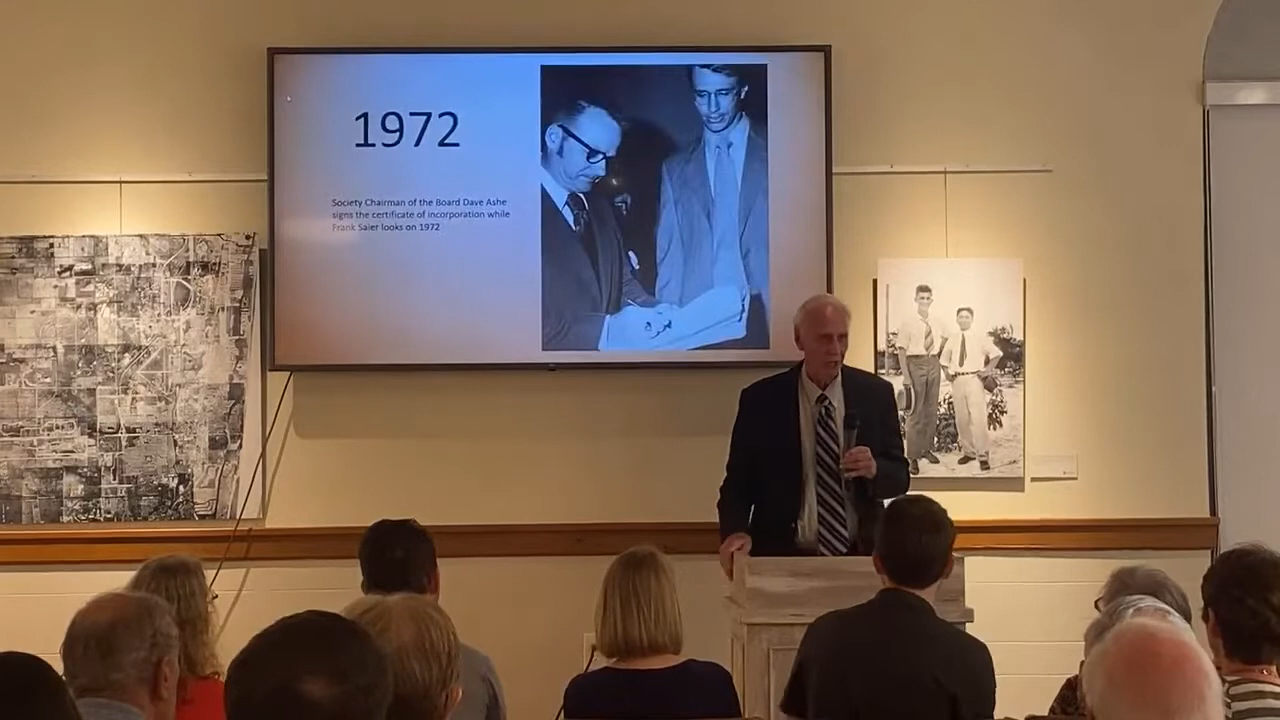 1972
Society Chairman of the Board Dave Ashe
signs the certificate of incorporation while
Frank Saier looks on 1972